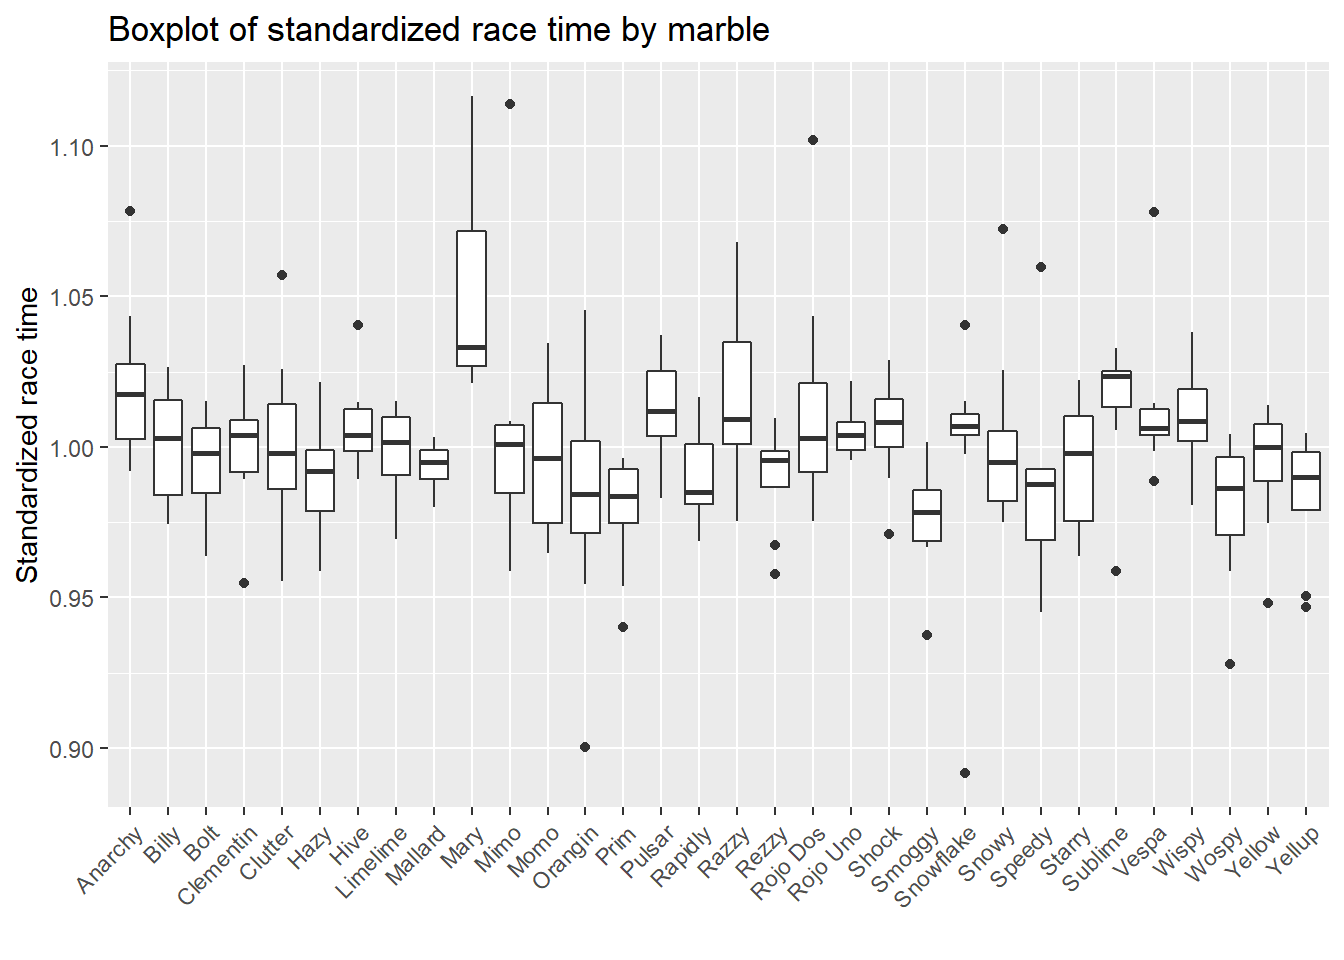 Boxplot of standardized race time by marble
Standardized race time
1.10
1.05
1.00
0.95
0.90
Anarchy
Billy
Bolt
Clementin
Clutter
Hazy
Hive
Limelime
Mallard
Mary
Mimo
Momo
Orangin
Prim
Pulsar
Rapidly
Razzy
Rezzy
Rojo Dos
Rojo Uno
Shock
Smoggy
Snowflake
Snowy
Speedy
Starry
Sublime
Vespa
Wispy
Wospy
Yellow
Yellup